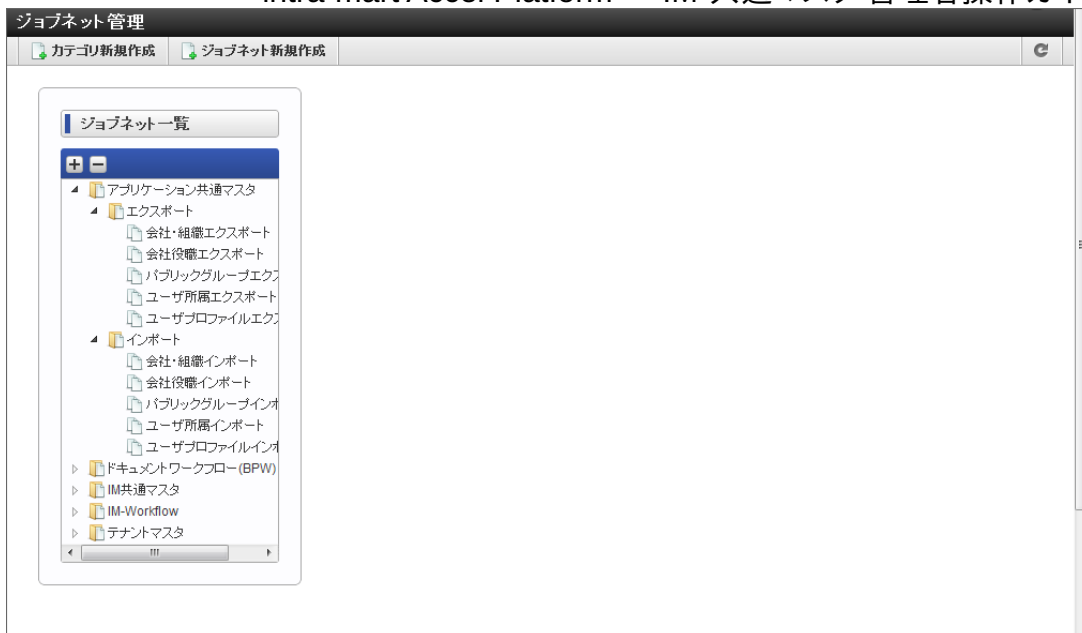 ジョブネット管理
カテゴリ新規作成 ジョブネット新規作成
ジョブネット一覧
アプリケーション共通マスタ
エクスポート
会社・組織エクスポート
会社役職エクスポート
パブリックグループエクス
ユーザ所属エクスポート
ユーザプロファイルエクス
インポート
会社・組織インポート
会社役職インポート
パブリックグループインポ
ユーザ所属インポート
ユーザプロファイルインポ
ドキュメントワークフロー(BPW)
IM共通マスタ
IM-Workflow
テナントマスタ